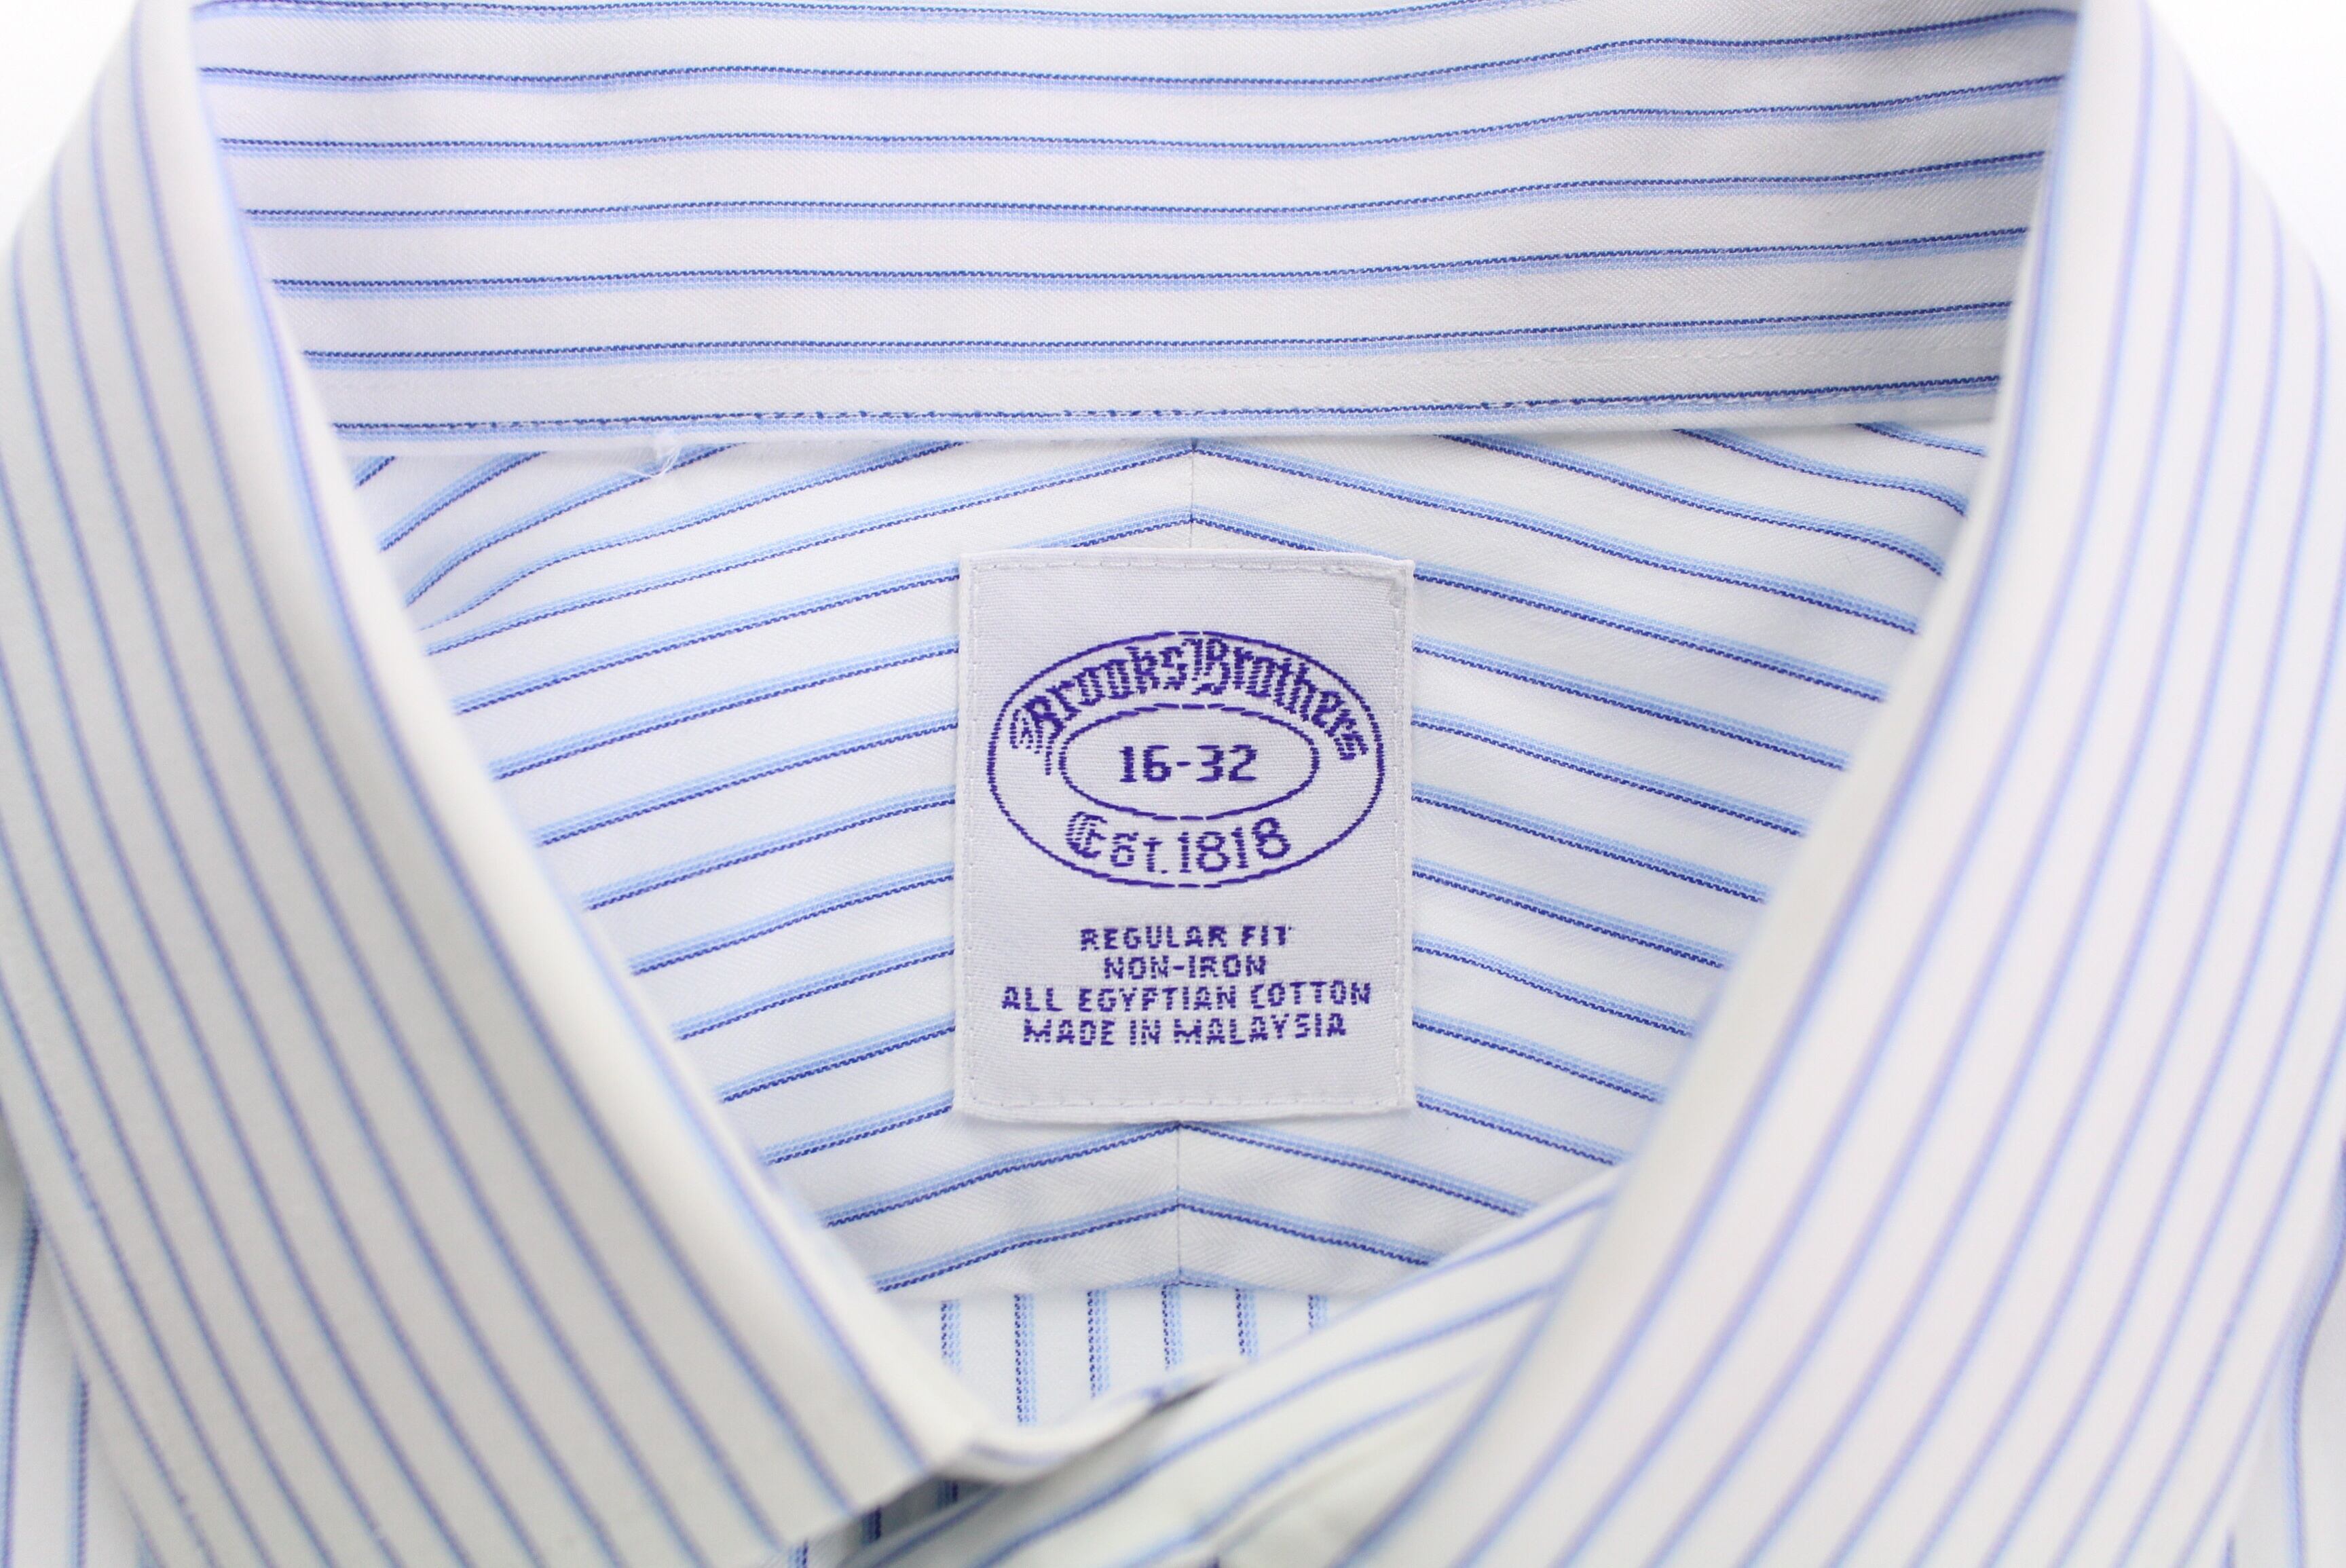 Brooks Brothers
16-32
Est. 1818
REGULAR FIT
NON-IRON
ALL EGYPTIAN COTTON
MADE IN MALAYSIA